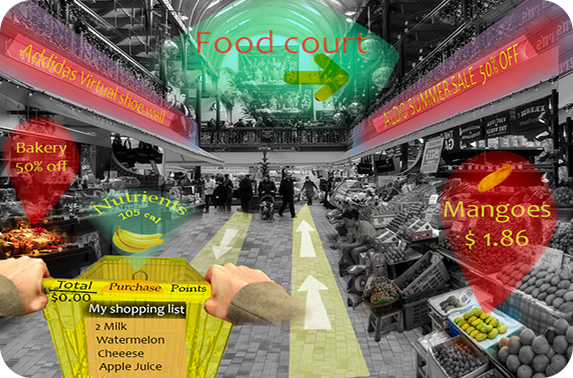 Food court
Addidas Virtual shoe wall
ALDO SUMMER SALE 50% OFF
Bakery
50% off
Nutrients
105 cal
Mangoes
$ 1.86
Total Purchase Points
$0.00
My shopping list
2 Milk
Watermelon
Cheeese
Apple Juice